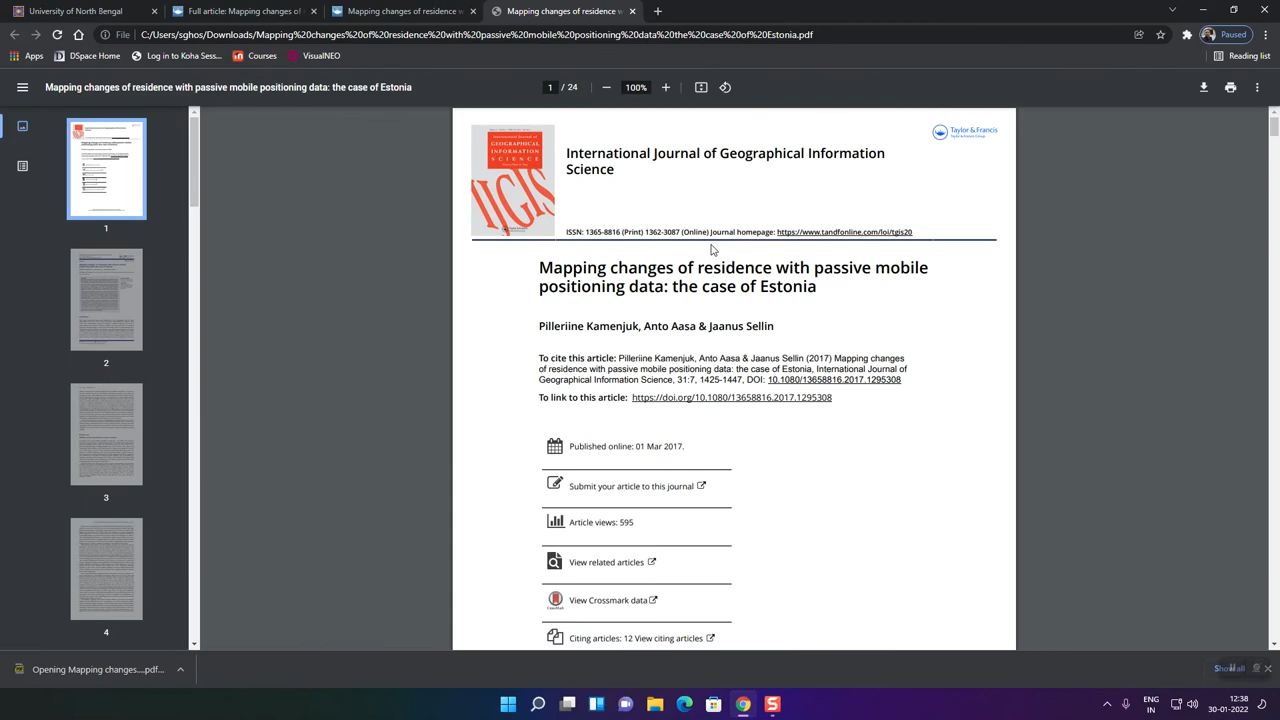 University of North Bengal
Full article: Mapping changes of
Mapping changes of residence w
Mapping changes of residence w
File
C:/Users/sghos/Desktop/Mapping%20changes%20of%20residence%20with%20passive%20mobile%20positioning%20data%20the%20case%20of%20Estonia.pdf
Paused
Apps
DSpace Home
Log in to Koha Sess...
Courses
VisualNEO
Reading list
Mapping changes of residence with passive mobile positioning data: the case of Estonia
1 / 24
100%
1
2
3
4
GEOGRAPHICAL
INFORMATION
SCIENCE
IJGIS
Taylor & Francis
Taylor & Francis Group
International Journal of Geographical Information
Science
ISSN: 1365-8816 (Print) 1362-3087 (Online) Journal homepage: https://www.tandfonline.com/loi/tgis20
Mapping changes of residence with passive mobile
positioning data: the case of Estonia
Pilleriine Kamenjuk, Anto Aasa & Jaanus Sellin
To cite this article: Pilleriine Kamenjuk, Anto Aasa & Jaanus Sellin (2017) Mapping changes
of residence with passive mobile positioning data: the case of Estonia, International Journal of
Geographical Information Science, 31:7, 1425-1447, DOI: 10.1080/13658816.2017.1295308
To link to this article: https://doi.org/10.1080/13658816.2017.1295308
Published online: 01 Mar 2017.
Submit your article to this journal
Article views: 595
View related articles
View Crossmark data
Citing articles: 12 View citing articles
Opening Mapping changes...pdf...
Show all
ENG
IN
12:38
30-01-2022